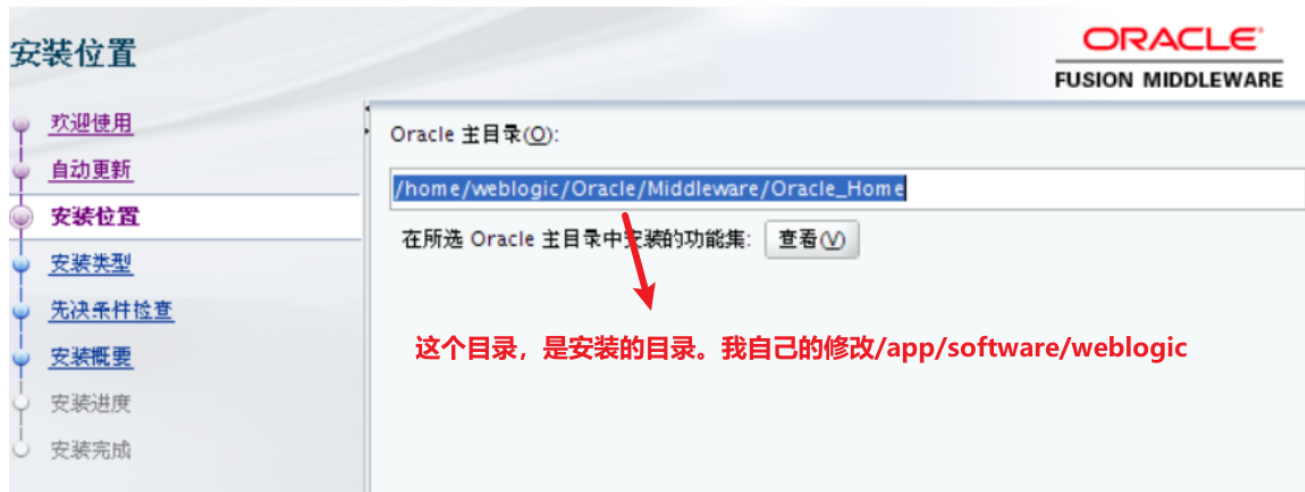 安装位置
ORACLE
FUSION MIDDLEWARE
欢迎使用
自动更新
安装位置
安装类型
先决条件检查
安装概要
安装进度
安装完成
Oracle 主目录(O):
/home/weblogic/Oracle/Middleware/Oracle_Home
在所选 Oracle 主目录中安装的功能集: 查看(V)
这个目录，是安装的目录。我自己的修改/app/software/weblogic